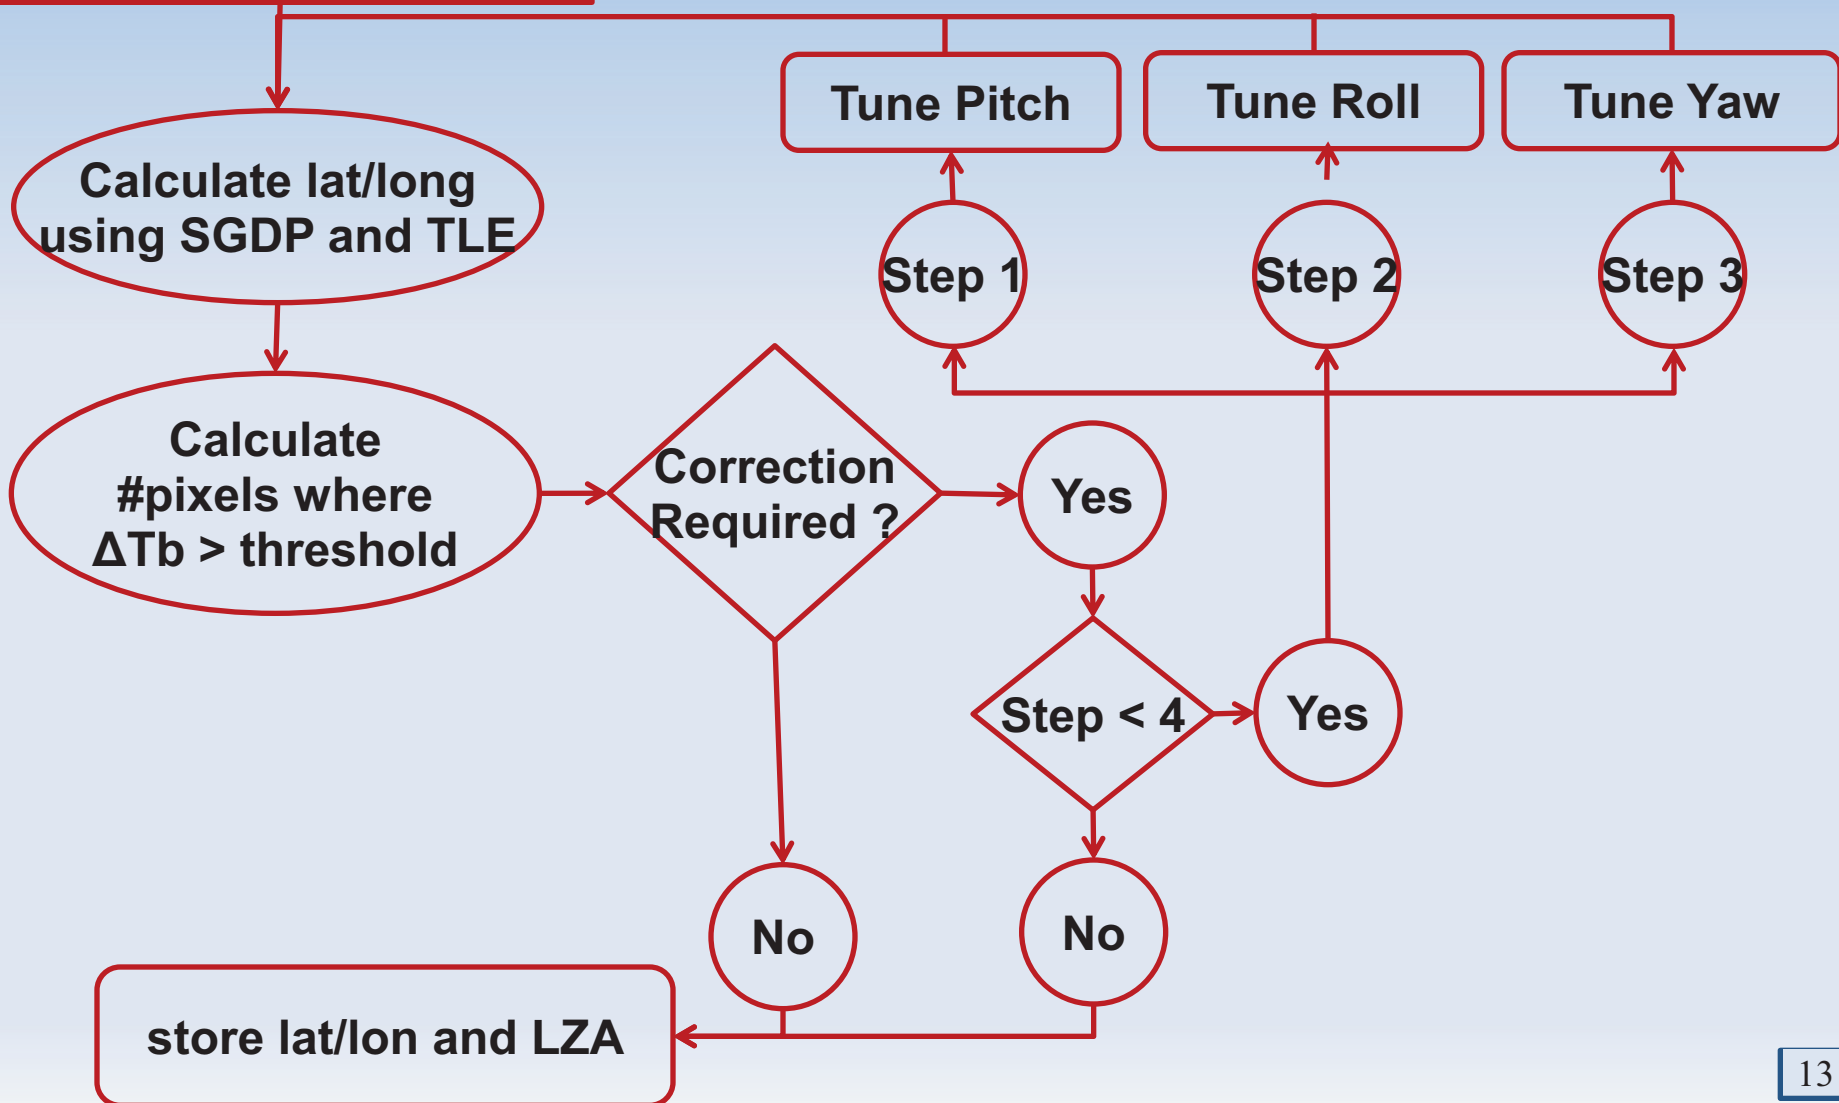 Tune Pitch
Tune Roll
Tune Yaw
Calculate lat/long
using SGDP and TLE
Step 1
Step 2
Step 3
Calculate
#pixels where
ΔTb > threshold
Correction
Required ?
Yes
Step < 4
Yes
No
No
store lat/lon and LZA
13